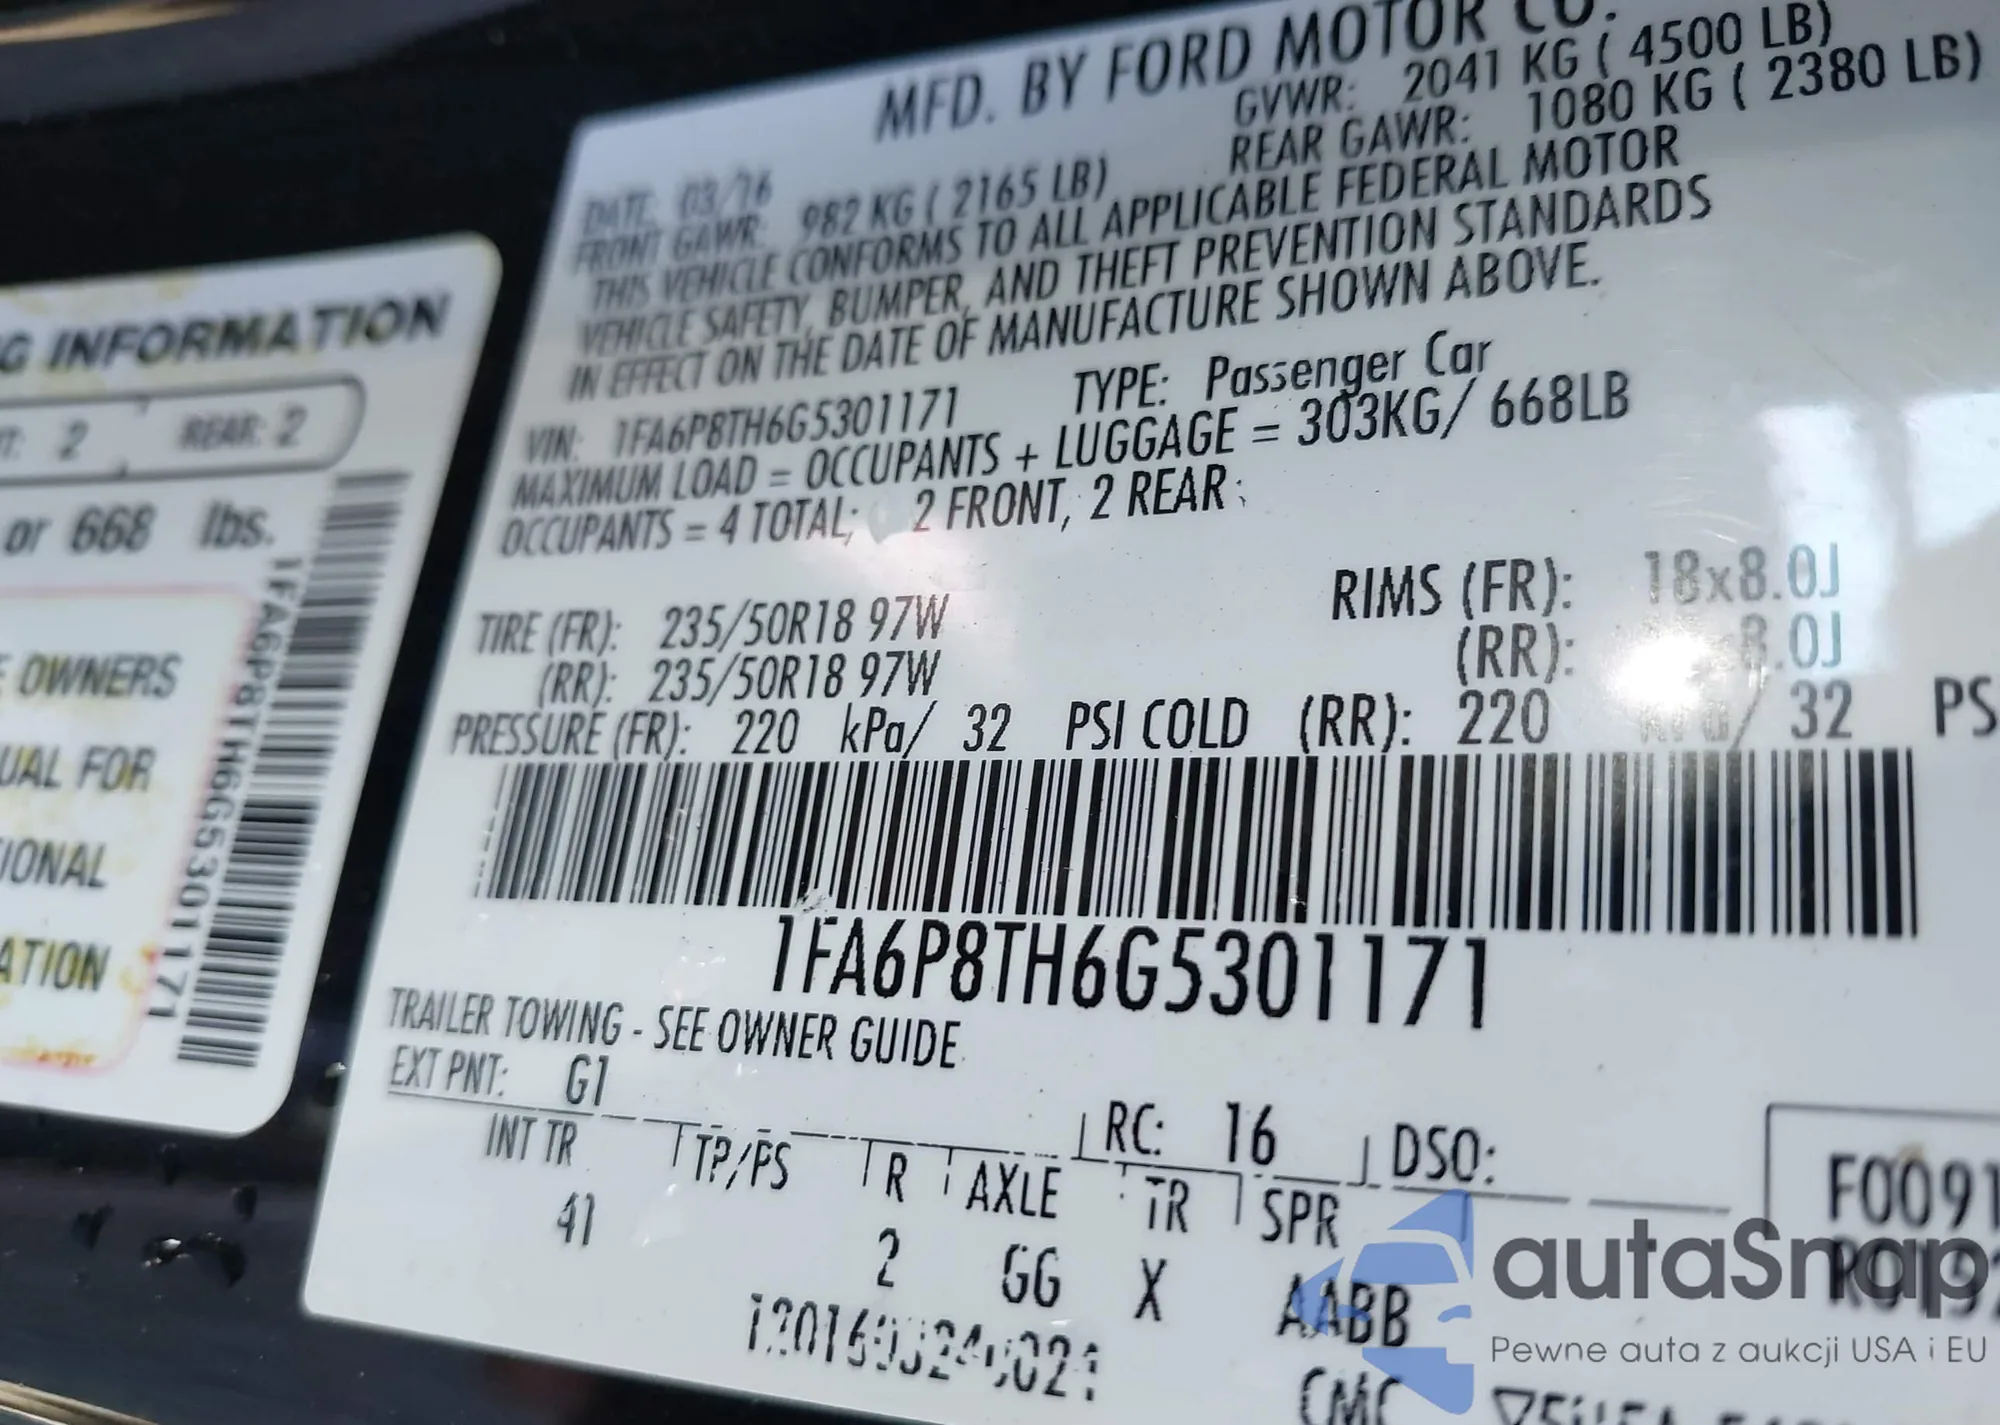 MFD. BY FORD MOTOR CO.
DATE: 03/16 GVWR: 2041 KG ( 4500 LB)
FRONT GAWR: 982 KG ( 2165 LB) REAR GAWR: 1080 KG ( 2380 LB)
THIS VEHICLE CONFORMS TO ALL APPLICABLE FEDERAL MOTOR
VEHICLE SAFETY, BUMPER, AND THEFT PREVENTION STANDARDS
IN EFFECT ON THE DATE OF MANUFACTURE SHOWN ABOVE.
VIN: 1FA6P8TH6G5301171 TYPE: Passenger Car
MAXIMUM LOAD = OCCUPANTS + LUGGAGE = 303KG/ 668LB
OCCUPANTS = 4 TOTAL; 2 FRONT, 2 REAR
TIRE (FR): 235/50R18 97W RIMS (FR): 18x8.0J
(RR): 235/50R18 97W (RR): 8.0J
PRESSURE (FR): 220 kPa/ 32 PSI COLD (RR): 220 kPa/ 32 PS
1FA6P8TH6G5301171
TRAILER TOWING - SEE OWNER GUIDE
EXT PNT: G1 RC: 16 DSO:
INT TR TP/PS R AXLE TR SPR
41 2 GG X AABB
F0091
CMC
G INFORMATION
2 REAR: 2
or 668 lbs.
OWNERS
UAL FOR
IONAL
ATION
1FA6P8TH6G5301171
autaSnap
Pewne auta z aukcji USA i EU